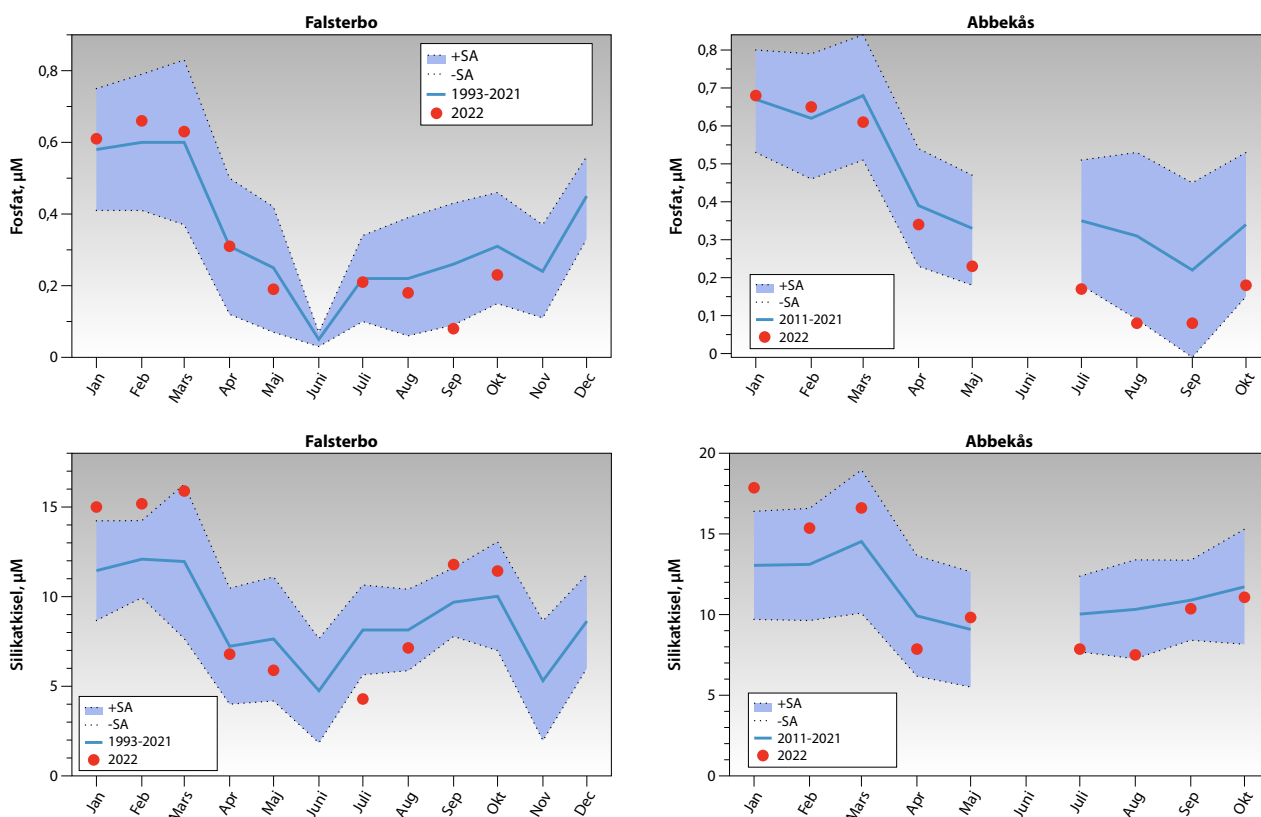 Falsterbo
Fosfat, µM
0,8
0,6
0,4
0,2
0
+SA
-SA
1993-2021
2022
Jan
Feb
Mars
Apr
Maj
Juni
Juli
Aug
Sep
Okt
Nov
Dec
Abbekås
Fosfat, µM
0,8
0,7
0,6
0,5
0,4
0,3
0,2
0,1
0
+SA
-SA
2011-2021
2022
Jan
Feb
Mars
Apr
Maj
Juni
Juli
Aug
Sep
Okt
Falsterbo
Silikatkisel, µM
15
10
5
0
+SA
-SA
1993-2021
2022
Jan
Feb
Mars
Apr
Maj
Juni
Juli
Aug
Sep
Okt
Nov
Dec
Abbekås
Silikatkisel, µM
20
15
10
5
0
+SA
-SA
2011-2021
2022
Jan
Feb
Mars
Apr
Maj
Juni
Juli
Aug
Sep
Okt